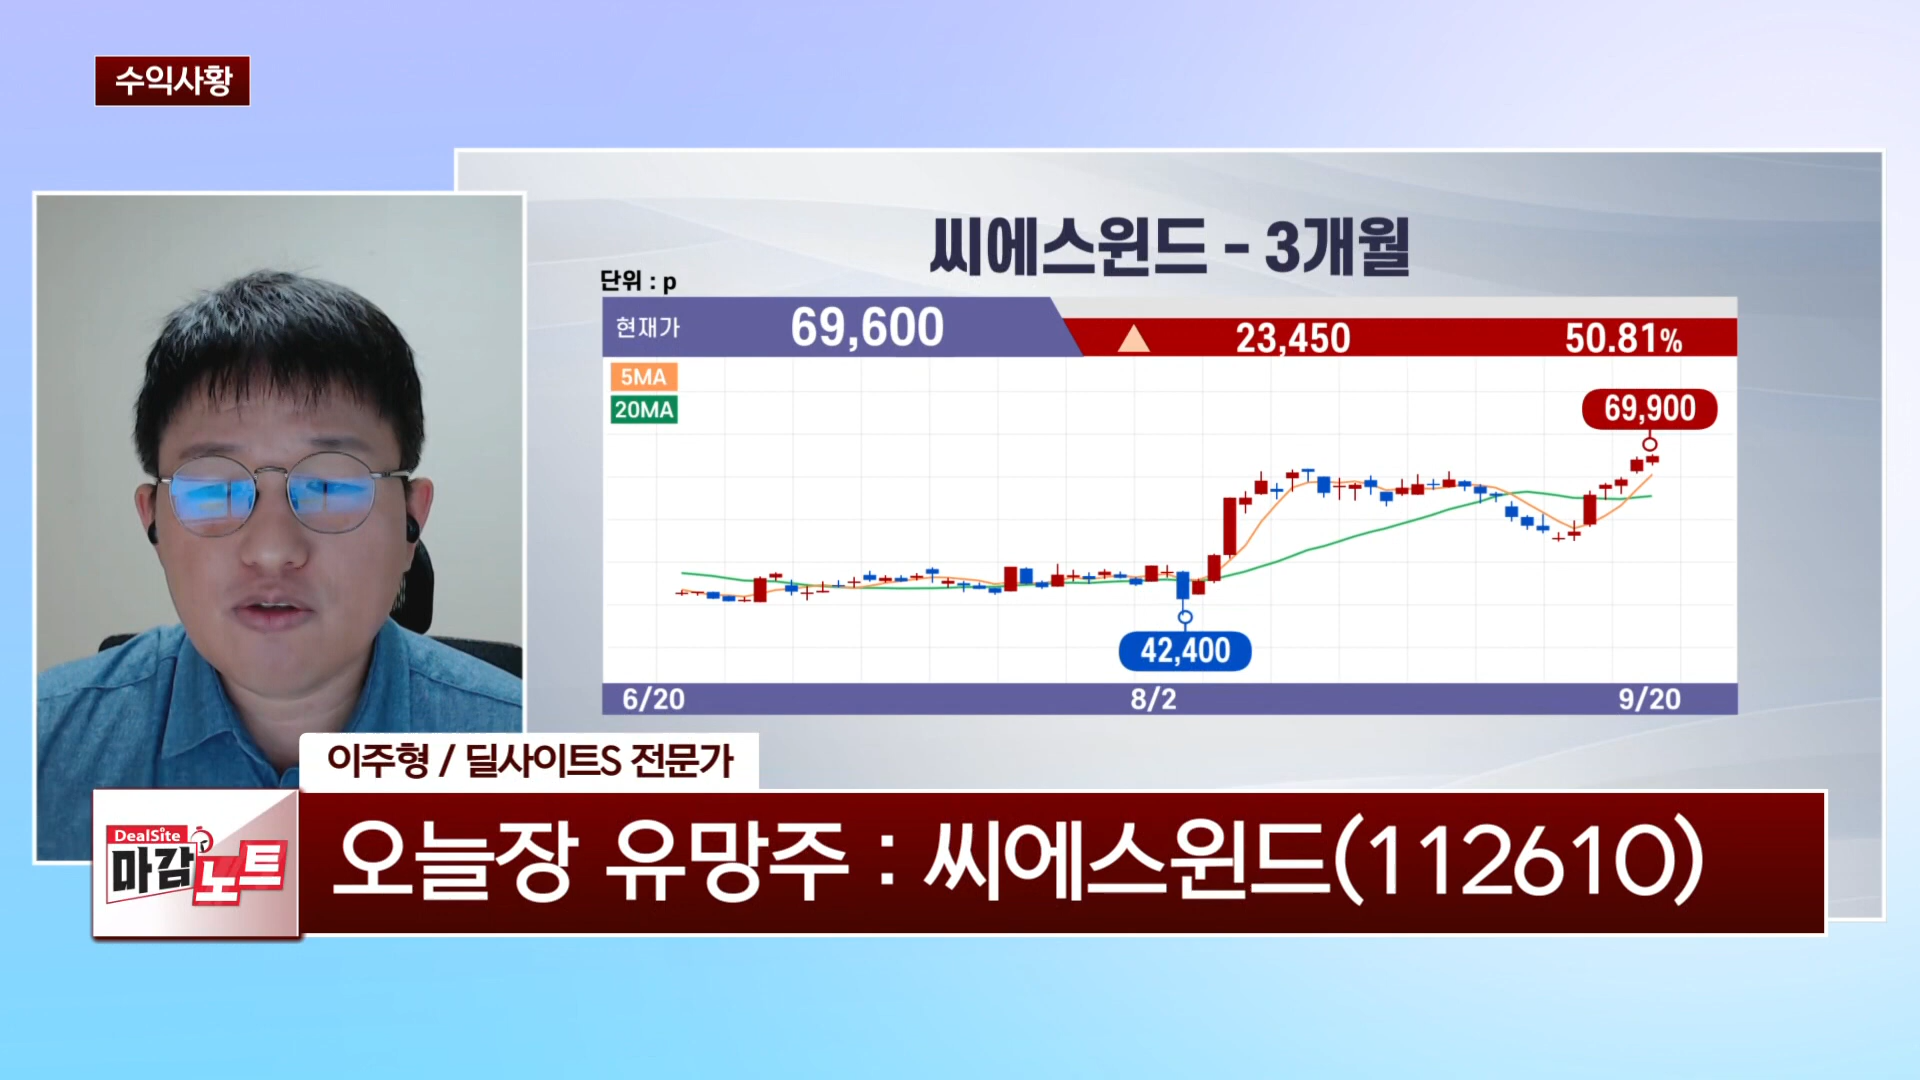 수익사황
씨에스윈드 - 3개월
단위 : p
현재가 69,600 ▲ 23,450 50.81%
5MA
20MA
69,900
42,400
6/20 8/2 9/20
이주형 / 딜사이트S 전문가
DealSite
마감노트
오늘장 유망주 : 씨에스윈드(112610)